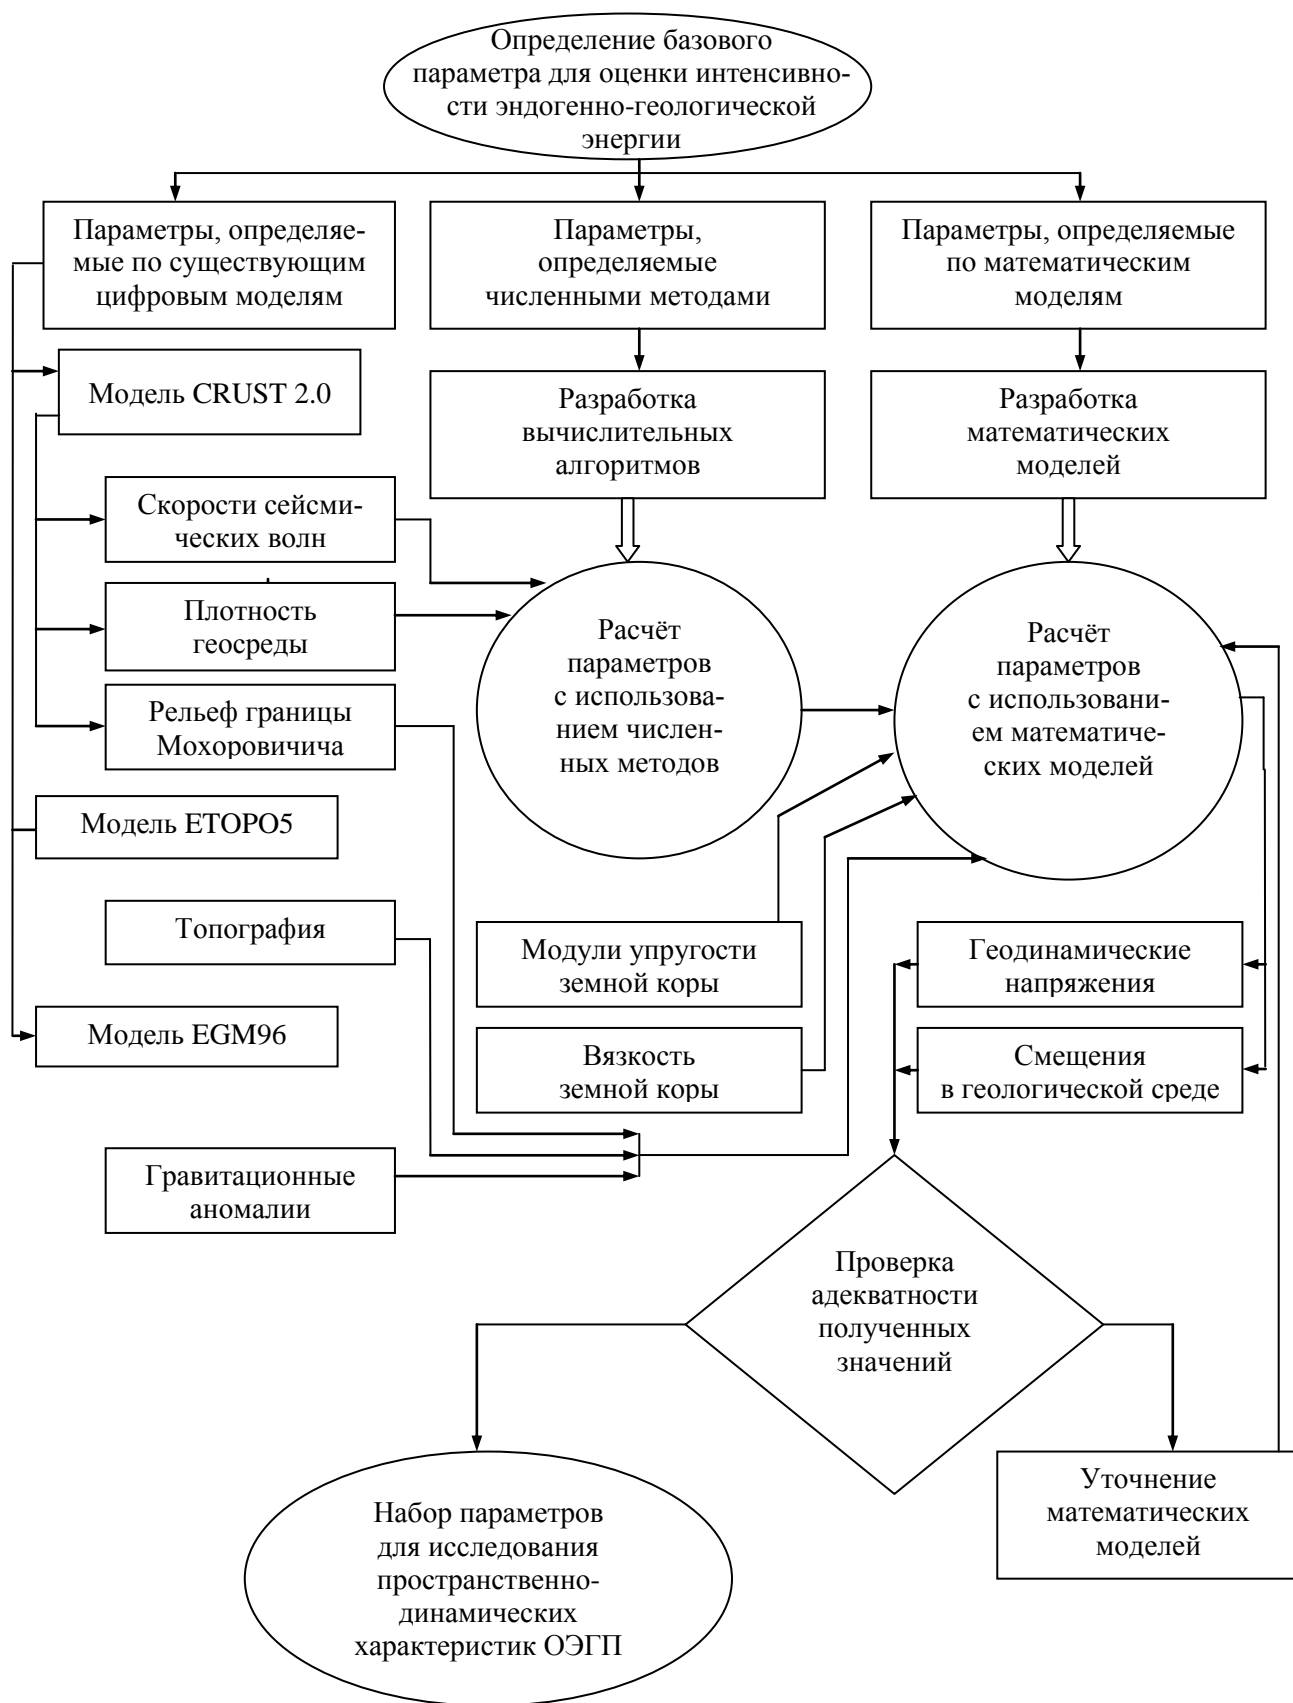 Определение базового
параметра для оценки интенсивно-
сти эндогенно-геологической
энергии
Параметры, определяе-
мые по существующим
цифровым моделям
Параметры,
определяемые
численными методами
Параметры, определяемые
по математическим
моделям
Модель CRUST 2.0
Разработка
вычислительных
алгоритмов
Разработка
математических
моделей
Скорости сейсми-
ческих волн
Плотность
геосреды
Рельеф границы
Мохоровичича
Расчёт
параметров
с использова-
нием числен-
ных методов
Расчёт
параметров
с использовани-
ем математиче-
ских моделей
Модель ETOPO5
Топография
Модель EGM96
Гравитационные
аномалии
Модули упругости
земной коры
Вязкость
земной коры
Геодинамические
напряжения
Смещения
в геологической среде
Проверка
адекватности
полученных
значений
Набор параметров
для исследования
пространственно-
динамических
характеристик ОЭГП
Уточнение
математических
моделей